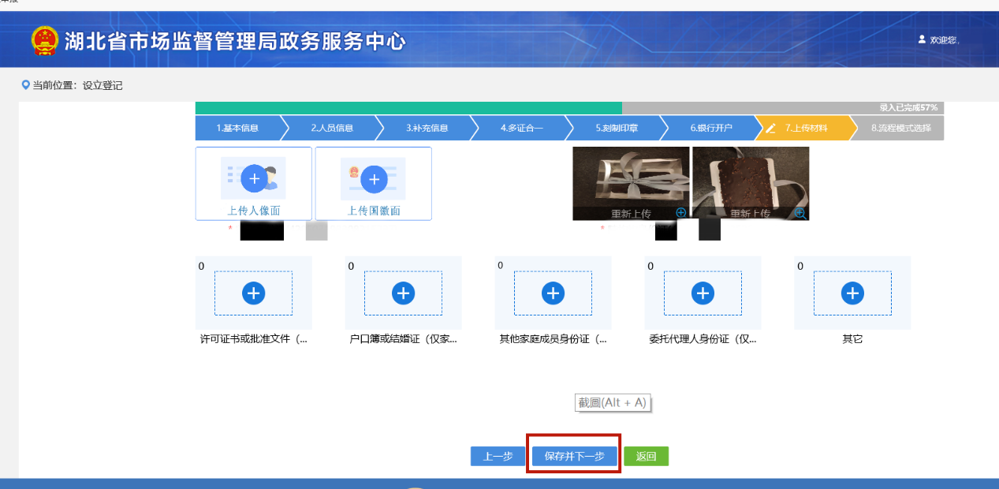 湖北省市场监督管理局政务服务中心
欢迎您,
当前位置：设立登记
录入已完成57%
1.基本信息
2.人员信息
3.补充信息
4.多证合一
5.刻制印章
6.银行开户
7.上传材料
8.流程模式选择
上传人像面
上传国徽面
重新上传
重新上传
*
*
0
0
0
0
0
许可证书或批准文件（...
户口簿或结婚证（仅家...
其他家庭成员身份证（...
委托代理人身份证（仅...
其它
截圖(Alt + A)
上一步
保存并下一步
返回